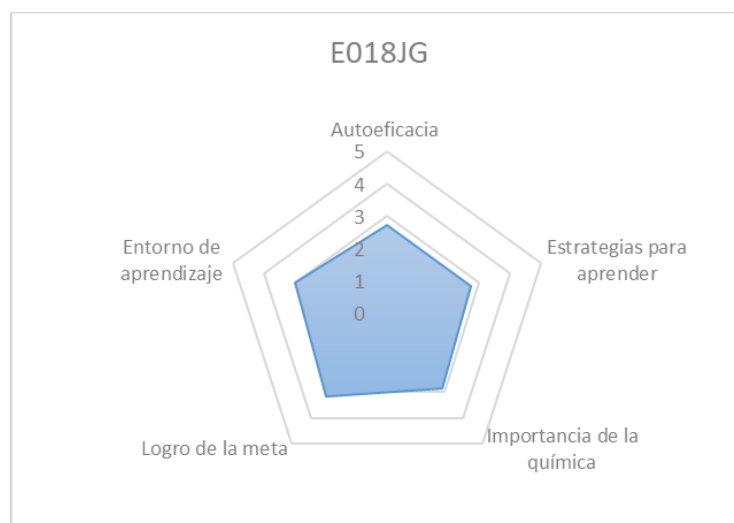 E018JG
Autoeficacia
5
4
3
2
1
0
Entorno de
aprendizaje
Estrategias para
aprender
Logro de la meta
Importancia de la
química